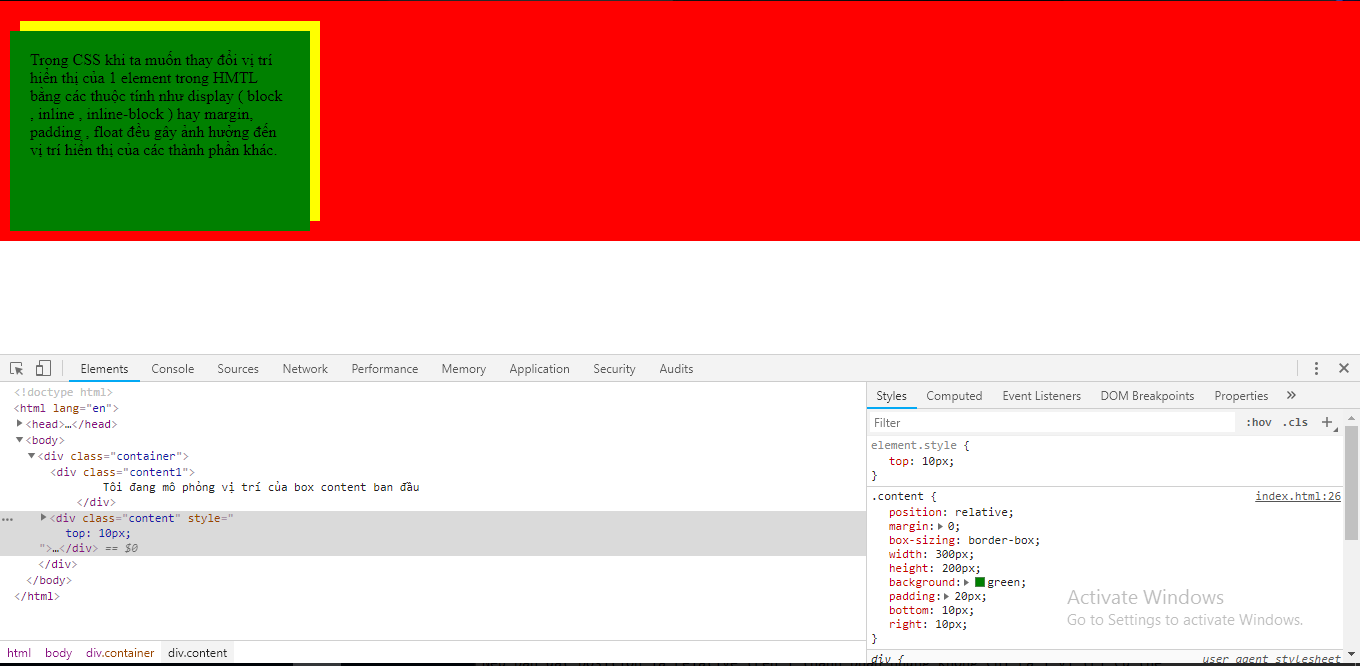 Trong CSS khi ta muốn thay đổi vị trí
hiển thị của 1 element trong HMTL
bằng các thuộc tính như display ( block
, inline , inline-block ) hay margin,
padding , float đều gây ảnh hưởng đến
vị trí hiển thị của các thành phần khác.
Elements Console Sources Network Performance Memory Application Security Audits
<!doctype html>
<html lang="en">
<head>…</head>
<body>
<div class="container">
<div class="content1">
Tôi đang mô phỏng vị trí của box content ban đầu
</div>
<div class="content" style="
top: 10px;
">…</div> == $0
</div>
</body>
</html>
html body div.container div.content
Styles Computed Event Listeners DOM Breakpoints Properties »
Filter :hov .cls +
element.style {
top: 10px;
}
.content { index.html:26
position: relative;
margin: 0;
box-sizing: border-box;
width: 300px;
height: 200px;
background: green;
padding: 20px;
bottom: 10px;
right: 10px;
}
div { user agent stylesheet
Activate Windows
Go to Settings to activate Windows.